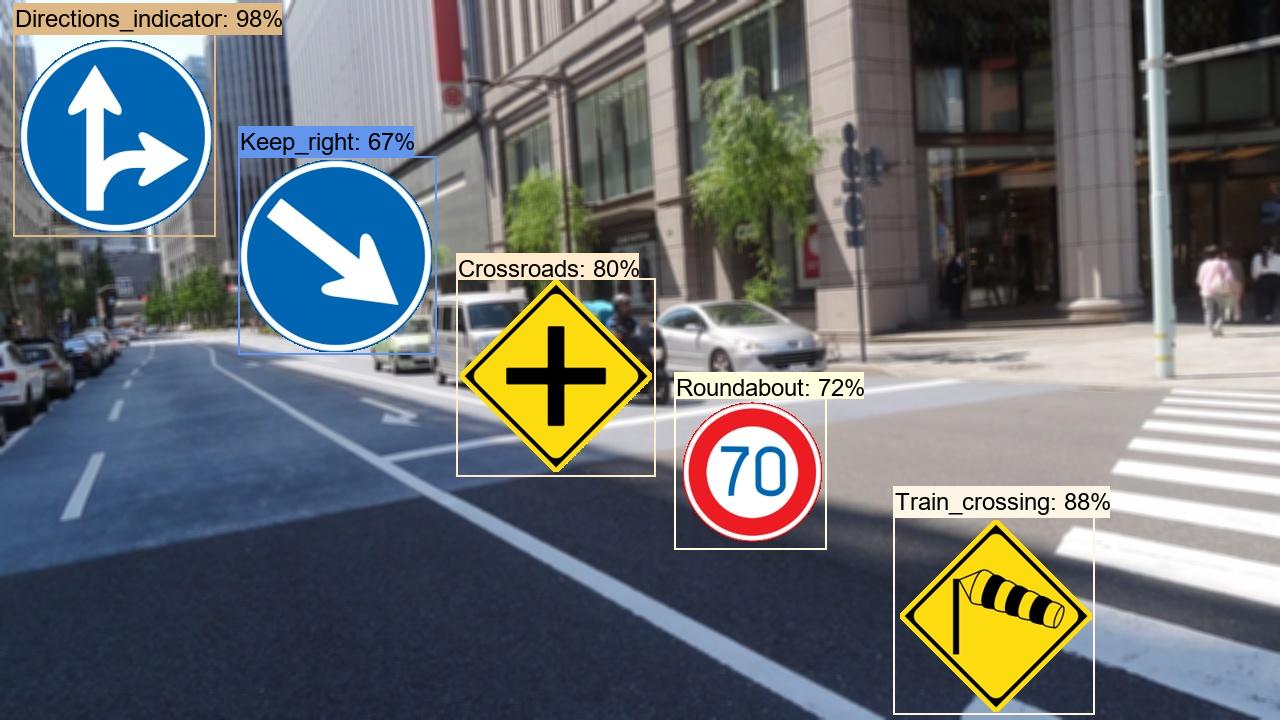 Directions_indicator: 98%
Keep_right: 67%
Crossroads: 80%
Roundabout: 72%
70
Train_crossing: 88%